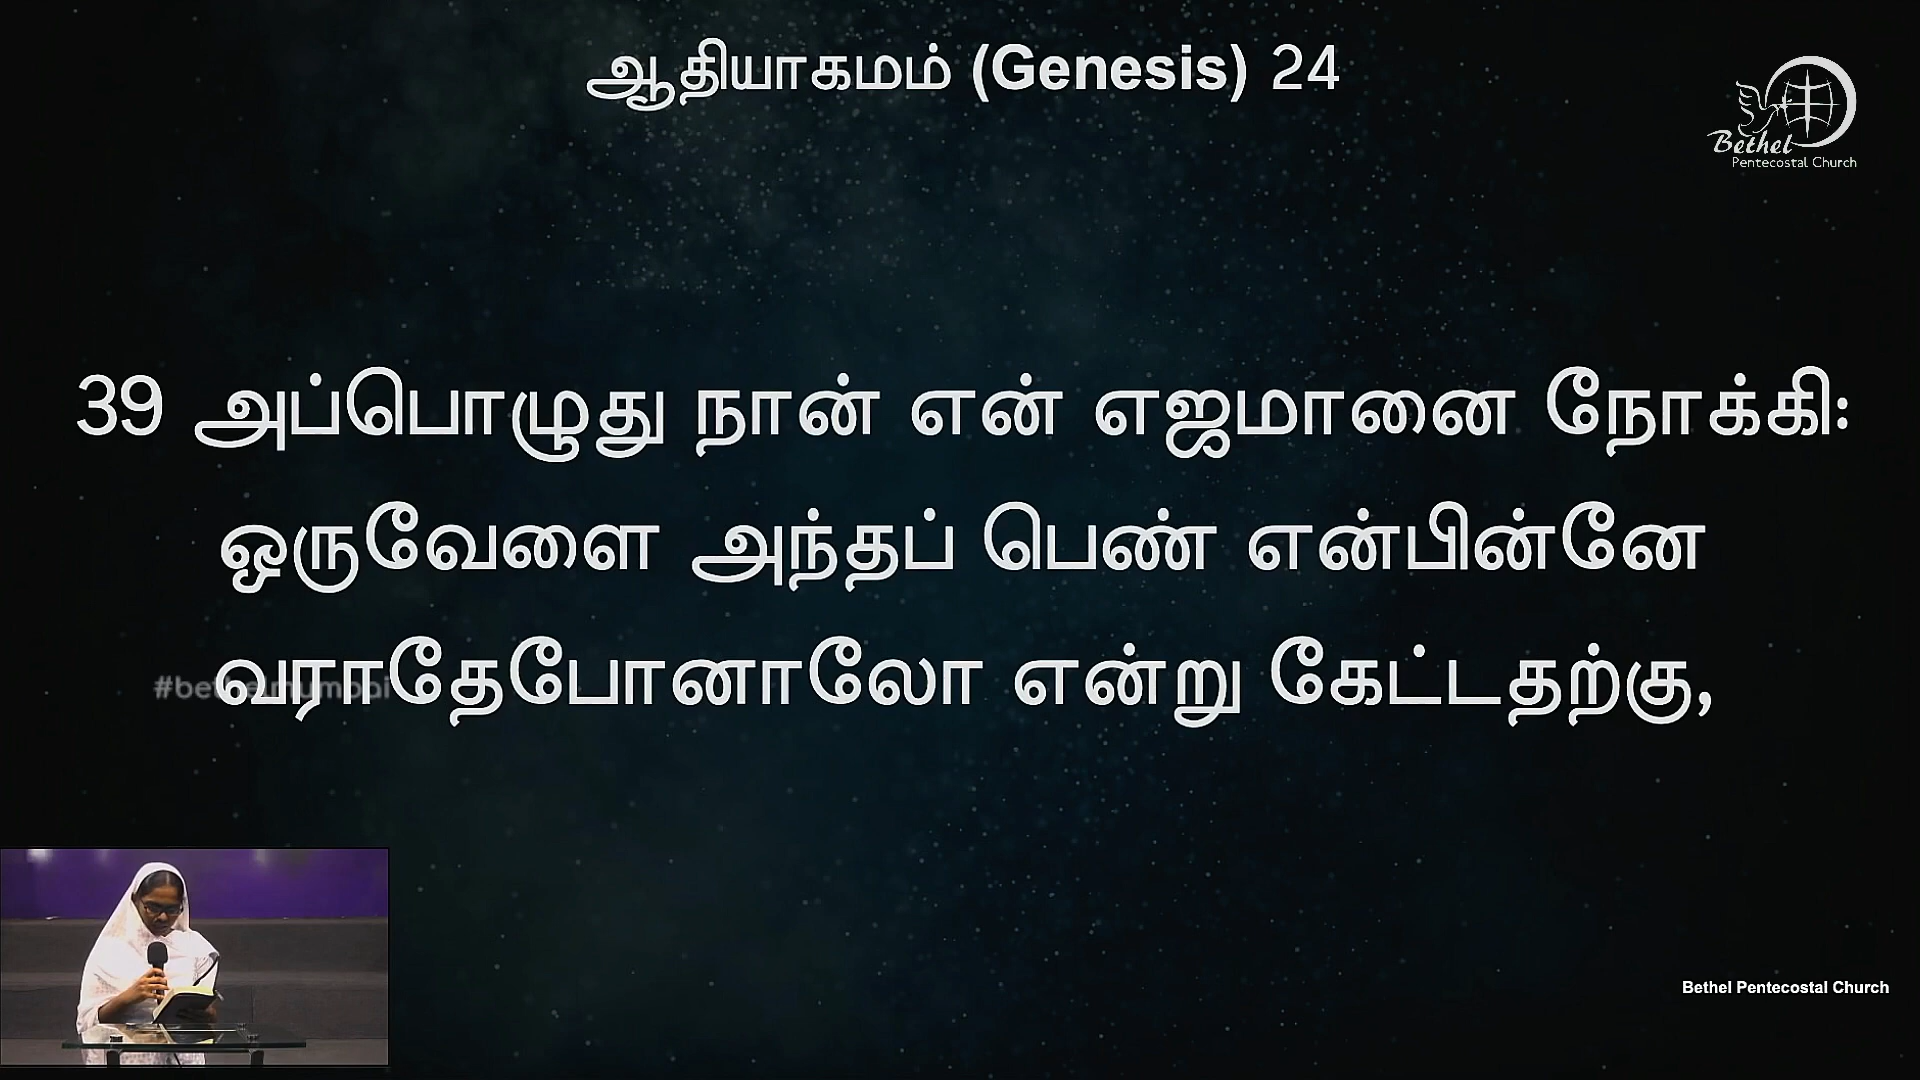 ஆதியாகமம் (Genesis) 24
Bethel
Pentecostal Church
39 அப்பொழுது நான் என் எஜமானை நோக்கி:
ஒருவேளை அந்தப் பெண் என்பின்னே
வராதேபோனாலோ என்று கேட்டதற்கு,
#bethelmumbai
Bethel Pentecostal Church